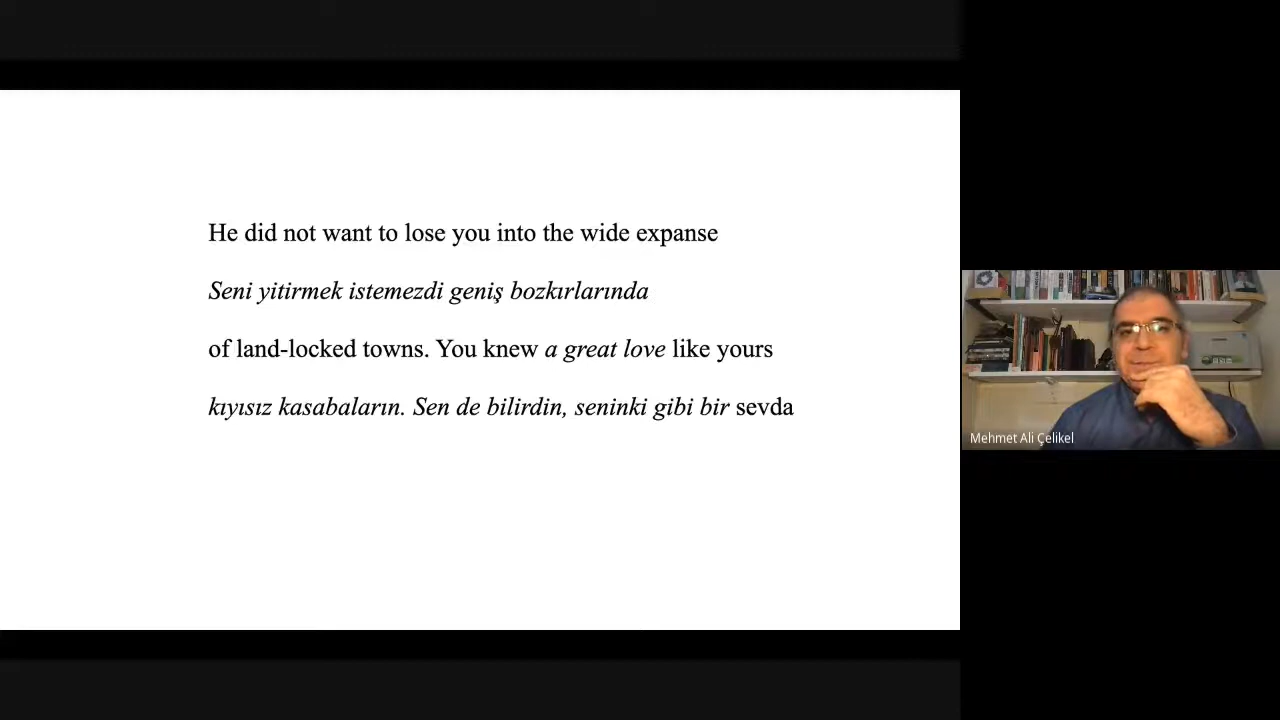 He did not want to lose you into the wide expanse
Seni yitirmek istemezdi geniş bozkırlarında
of land-locked towns. You knew a great love like yours
kıyısız kasabaların. Sen de bilirdin, seninki gibi bir sevda
Mehmet Ali Çelikel